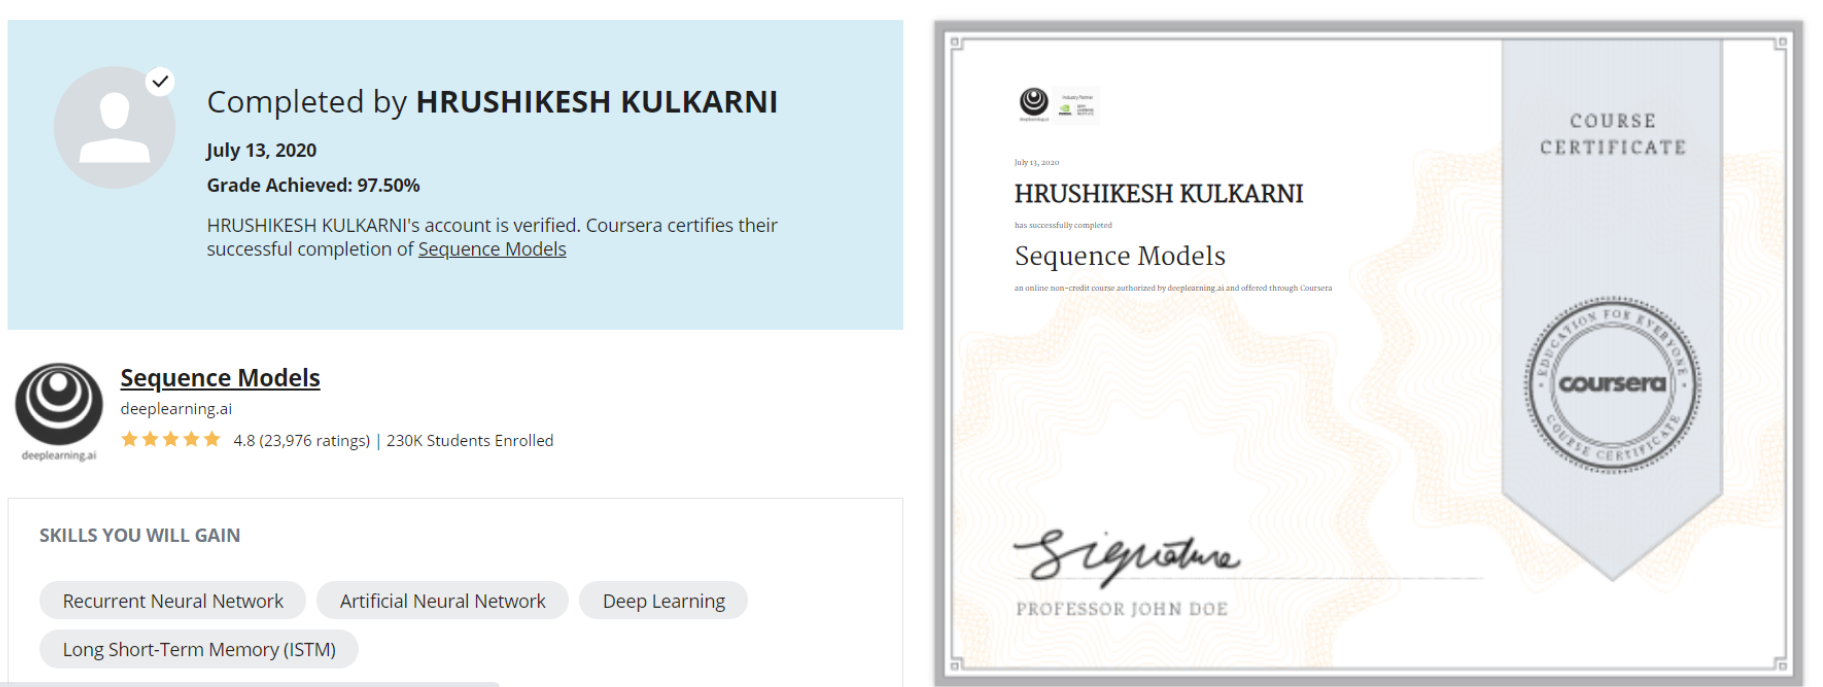 Completed by HRUSHIKESH KULKARNI
July 13, 2020
Grade Achieved: 97.50%
HRUSHIKESH KULKARNI's account is verified. Coursera certifies their
successful completion of Sequence Models
deeplearning.ai
Sequence Models
deeplearning.ai
4.8 (23,976 ratings) | 230K Students Enrolled
SKILLS YOU WILL GAIN
Recurrent Neural Network
Artificial Neural Network
Deep Learning
Long Short-Term Memory (ISTM)
deeplearning.ai
Industry Partner
July 13, 2020
HRUSHIKESH KULKARNI
has successfully completed
Sequence Models
an online non-credit course authorized by deeplearning.ai and offered through Coursera
Signature
PROFESSOR JOHN DOE
COURSE
CERTIFICATE
EDUCATION FOR EVERYONE
coursera
COURSE CERTIFICATE